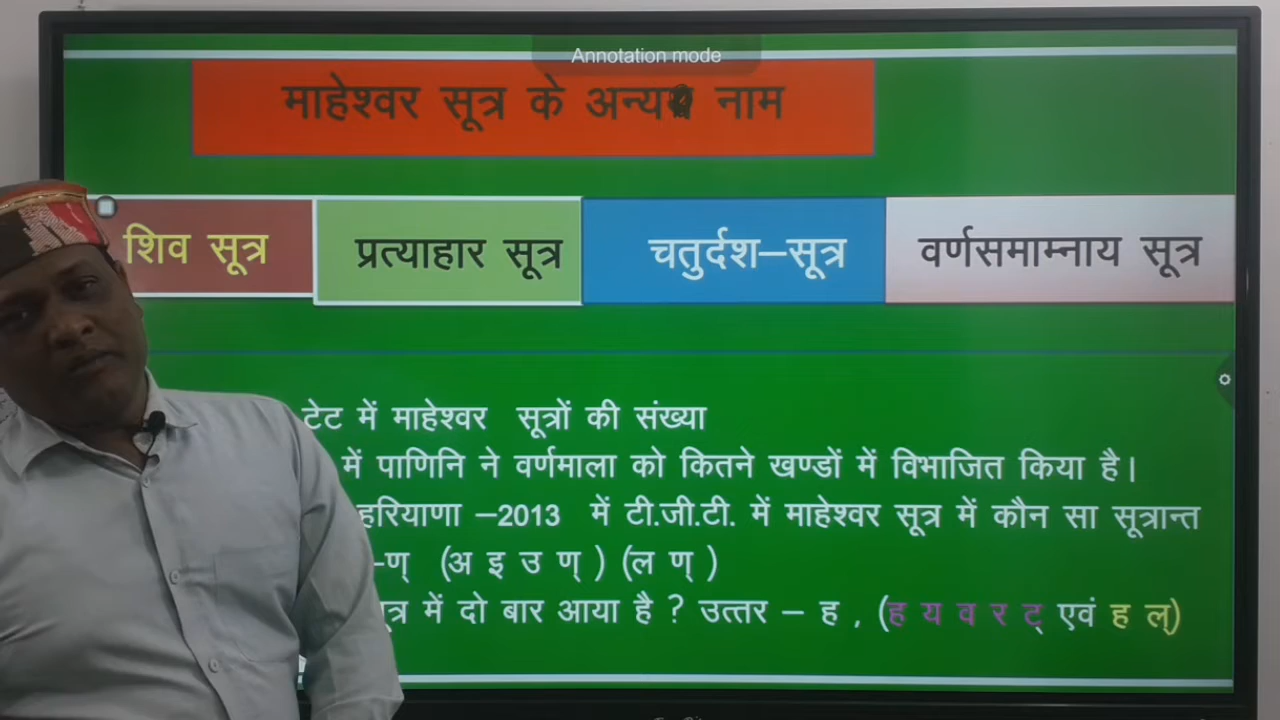 Annotation mode
माहेश्वर सूत्र के अन्य नाम
शिव सूत्र
प्रत्याहार सूत्र
चतुर्दश–सूत्र
वर्णसमाम्नाय सूत्र
टेट में माहेश्वर सूत्रों की संख्या
में पाणिनि ने वर्णमाला को कितने खण्डों में विभाजित किया है।
हरियाणा –2013 में टी.जी.टी. में माहेश्वर सूत्र में कौन सा सूत्रान्त
-ण् (अ इ उ ण् ) (ल ण् )
में दो बार आया है ? उत्तर – ह , (ह य व र ट् एवं ह ल्)